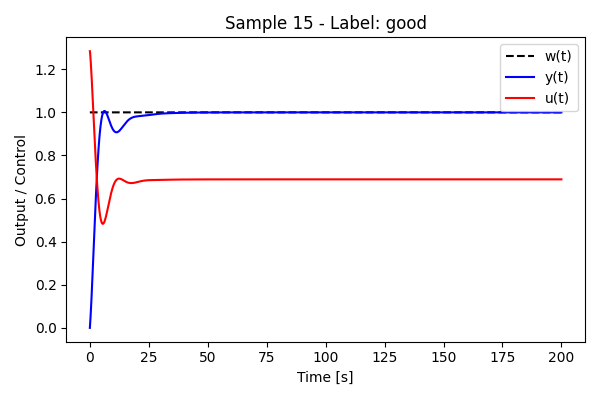 Sample 15 - Label: good
Output / Control
1.2
1.0
0.8
0.6
0.4
0.2
0.0
w(t)
y(t)
u(t)
0 25 50 75 100 125 150 175 200
Time [s]